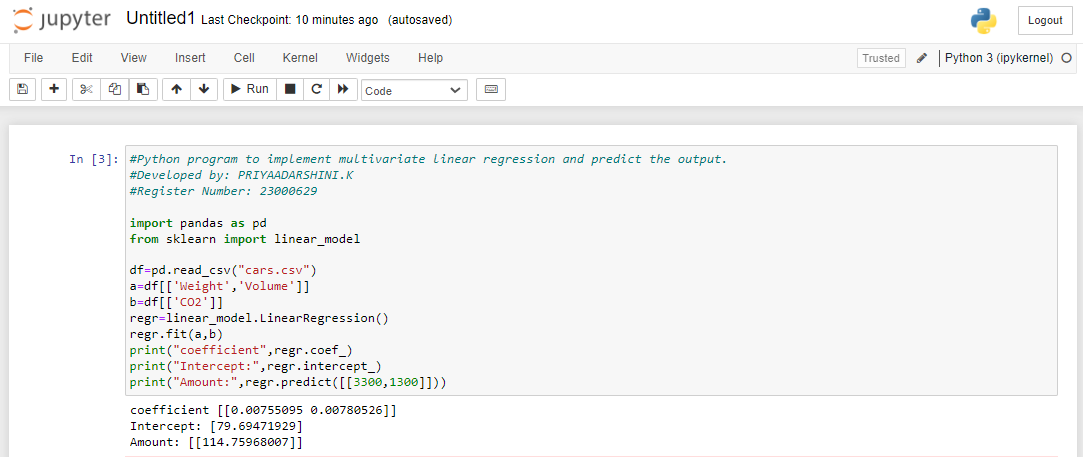 jupyter Untitled1 Last Checkpoint: 10 minutes ago (autosaved) Logout
File Edit View Insert Cell Kernel Widgets Help Trusted Python 3 (ipykernel)
Run Code
In [3]: #Python program to implement multivariate linear regression and predict the output.
#Developed by: PRIYAADARSHINI.K
#Register Number: 23000629
import pandas as pd
from sklearn import linear_model
df=pd.read_csv("cars.csv")
a=df[['Weight','Volume']]
b=df[['CO2']]
regr=linear_model.LinearRegression()
regr.fit(a,b)
print("coefficient",regr.coef_)
print("Intercept:",regr.intercept_)
print("Amount:",regr.predict([[3300,1300]]))
coefficient [[0.00755095 0.00780526]]
Intercept: [79.69471929]
Amount: [[114.75968007]]